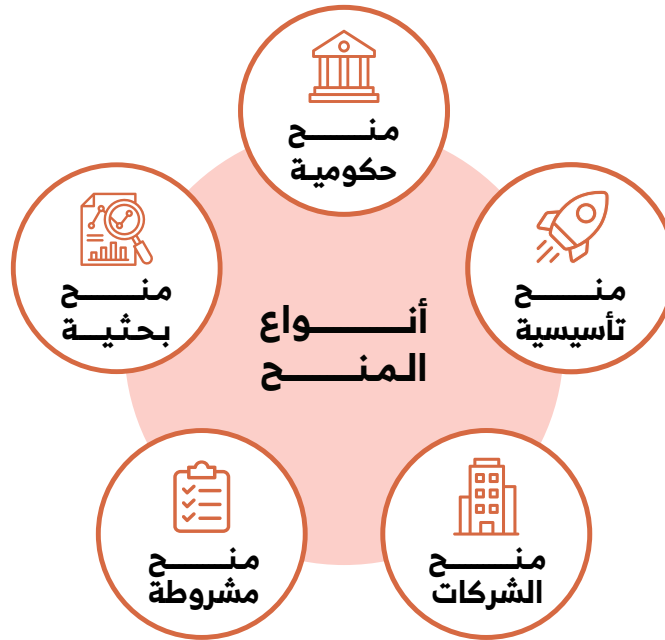 منح
حكومية
منح
تأسيسية
منح
بحثية
أنواع
المنح
منح
الشركات
منح
مشروطة